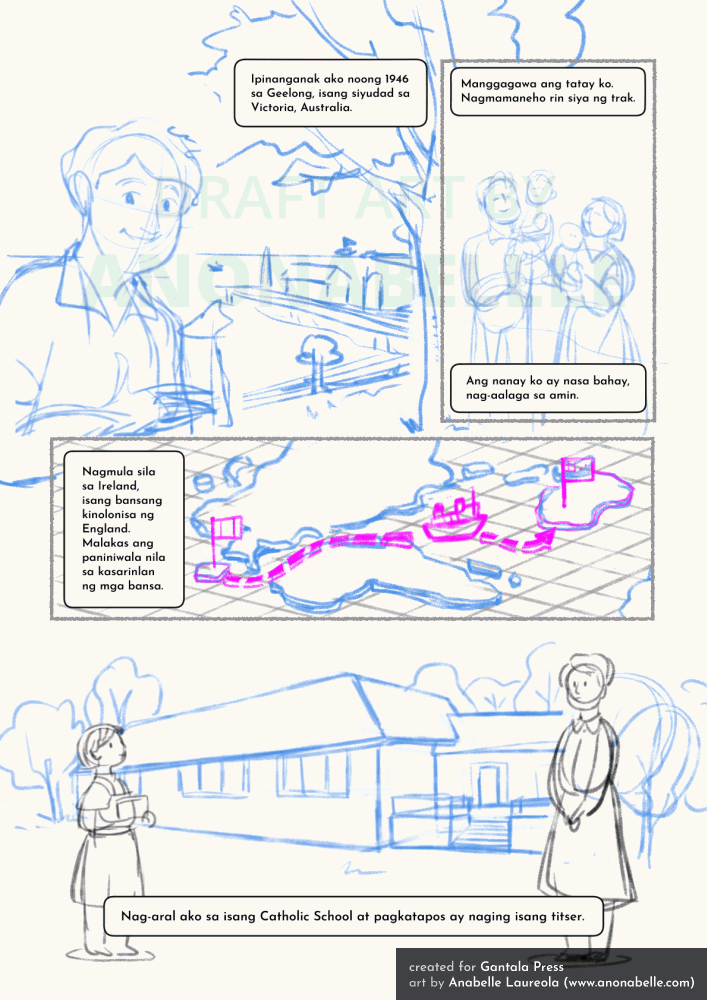 Ipinanganak ako noong 1946
sa Geelong, isang siyudad sa
Victoria, Australia.
Manggagawa ang tatay ko.
Nagmamaneho rin siya ng trak.
DRAFT ART BY
ANONABELLE
Ang nanay ko ay nasa bahay,
nag-aalaga sa amin.
Nagmula sila
sa Ireland,
isang bansang
kinolonisa ng
England.
Malakas ang
paniniwala nila
sa kasarinlan
ng mga bansa.
Nag-aral ako sa isang Catholic School at pagkatapos ay naging isang titser.
created for Gantala Press
art by Anabelle Laureola (www.anonabelle.com)